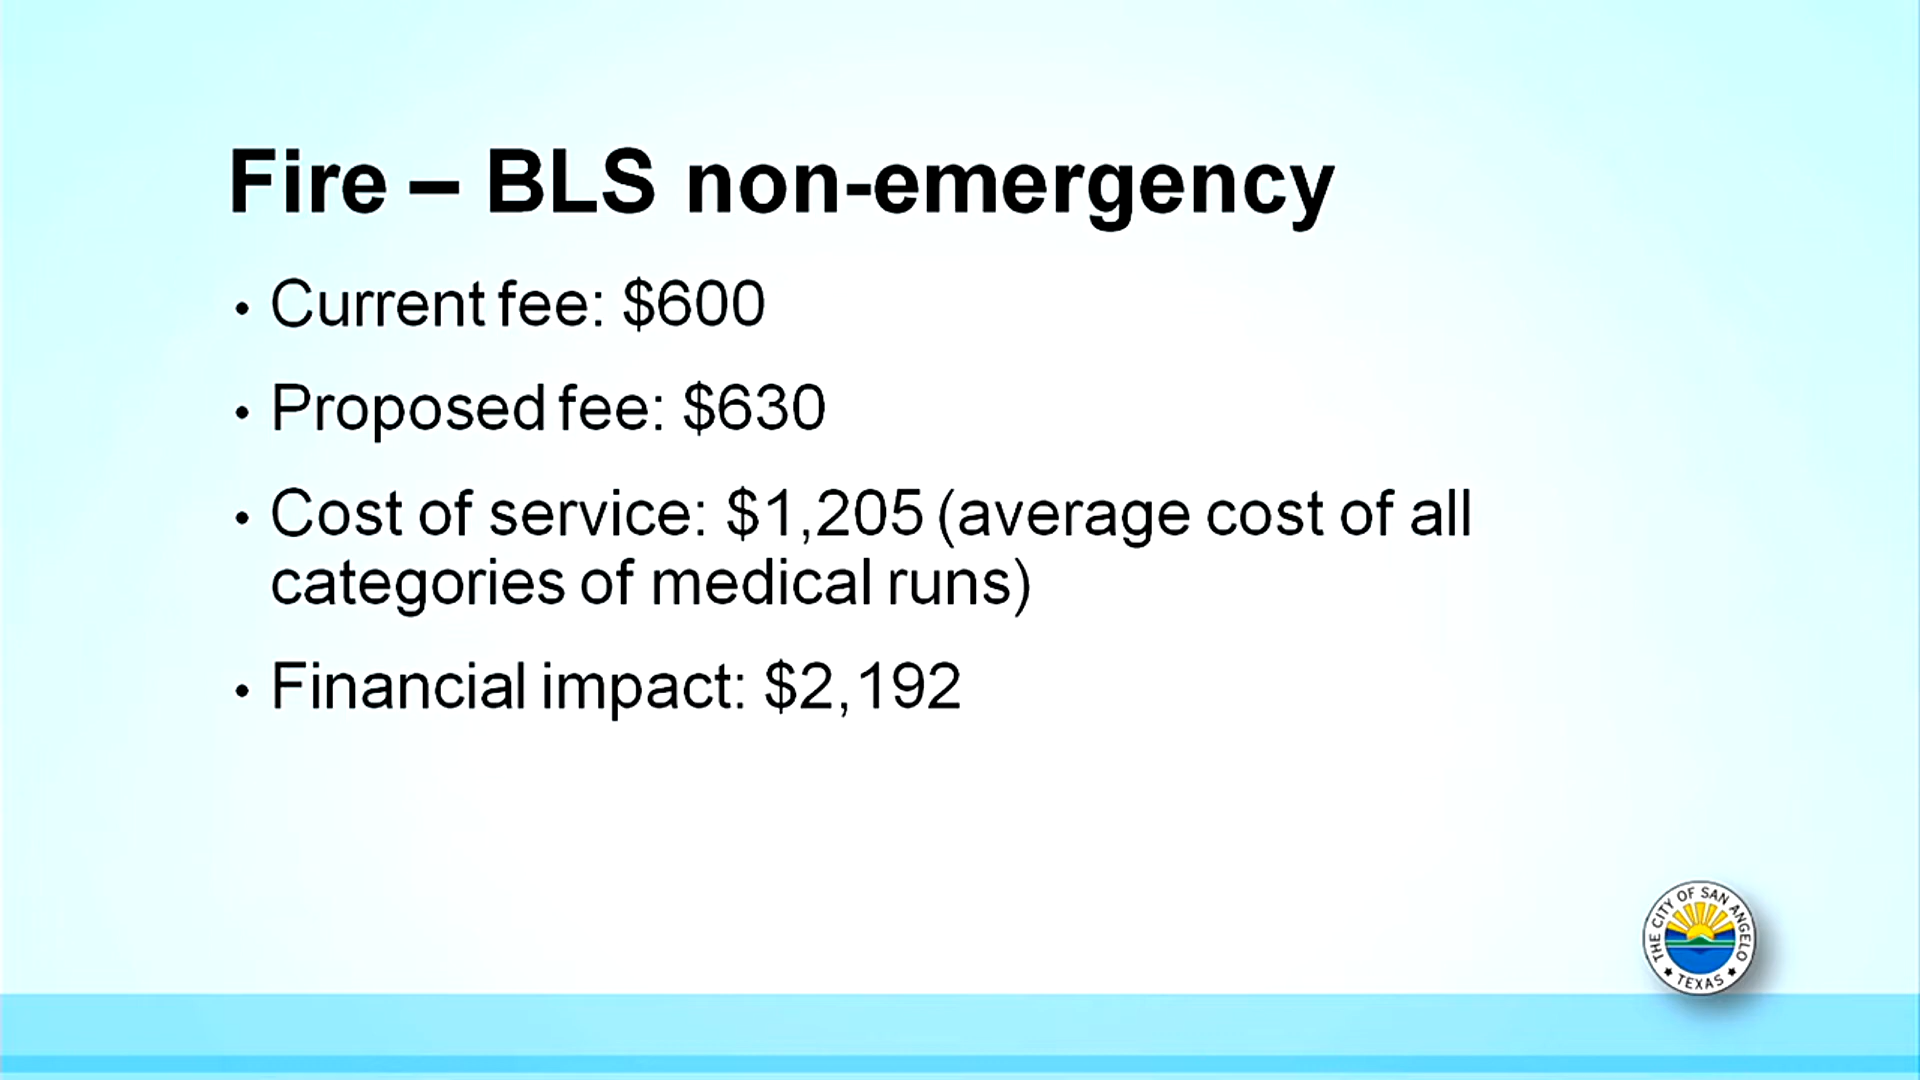 Fire – BLS non-emergency
• Current fee: $600
• Proposed fee: $630
• Cost of service: $1,205 (average cost of all
categories of medical runs)
• Financial impact: $2,192
THE CITY OF SAN ANGELO
★ TEXAS ★